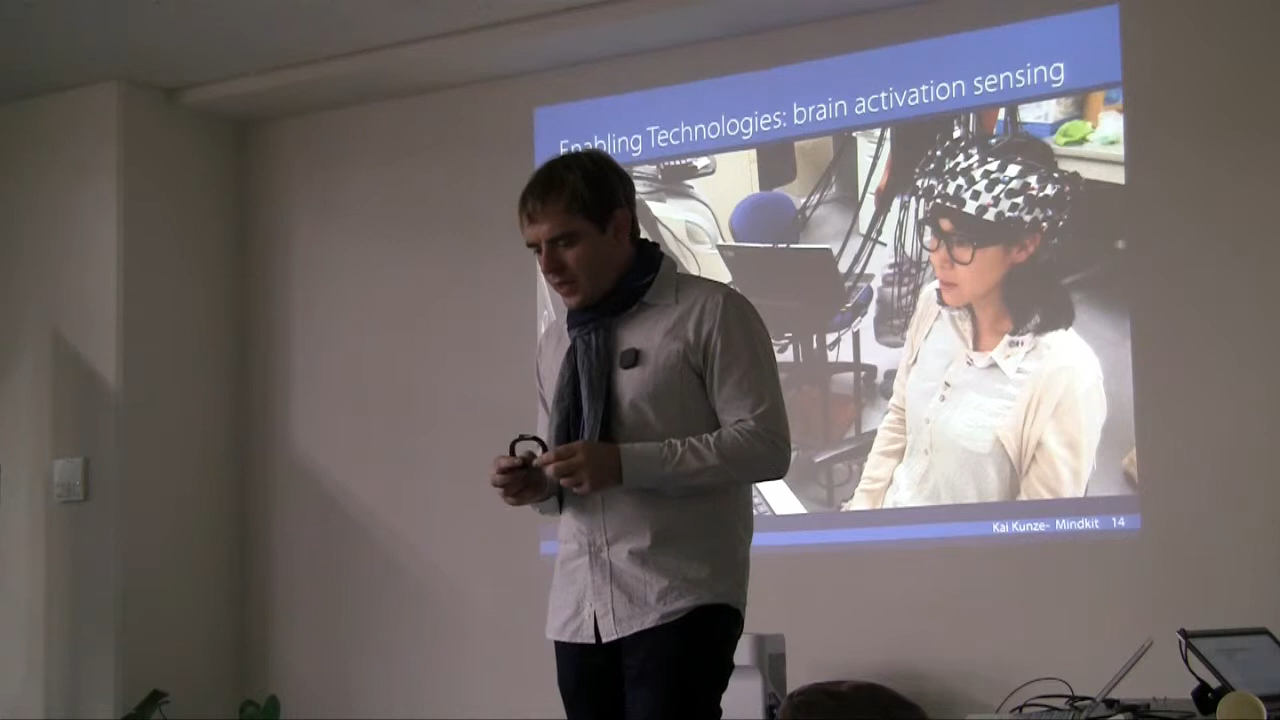 Enabling Technologies: brain activation sensing
Kai Kunze- Mindkit 14